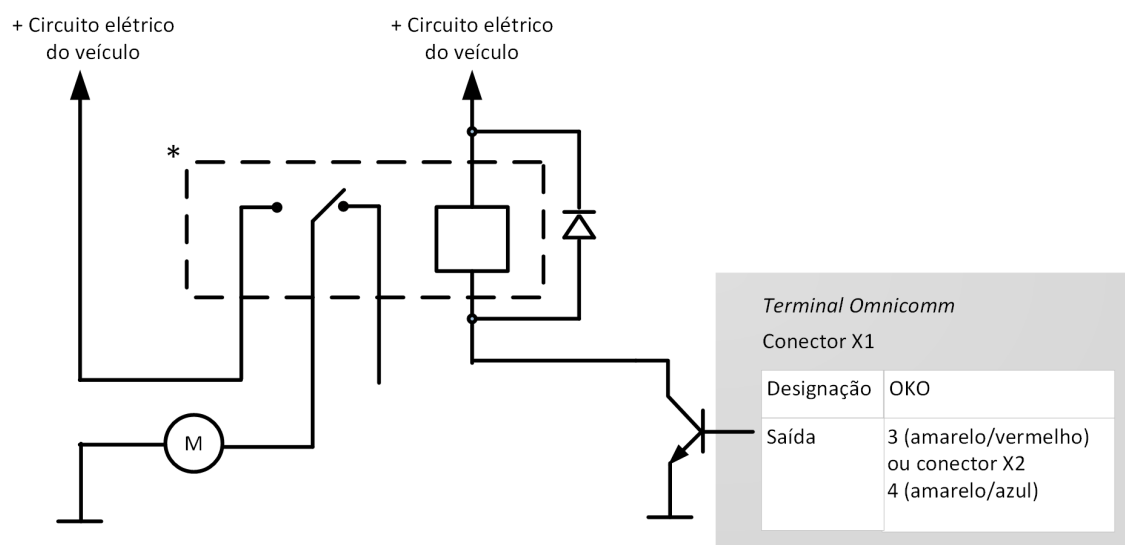 + Circuito elétrico
do veículo
+ Circuito elétrico
do veículo
*
M
Terminal Omnicomm
Conector X1
Designação OKO
Saída 3 (amarelo/vermelho)
ou conector X2
4 (amarelo/azul)